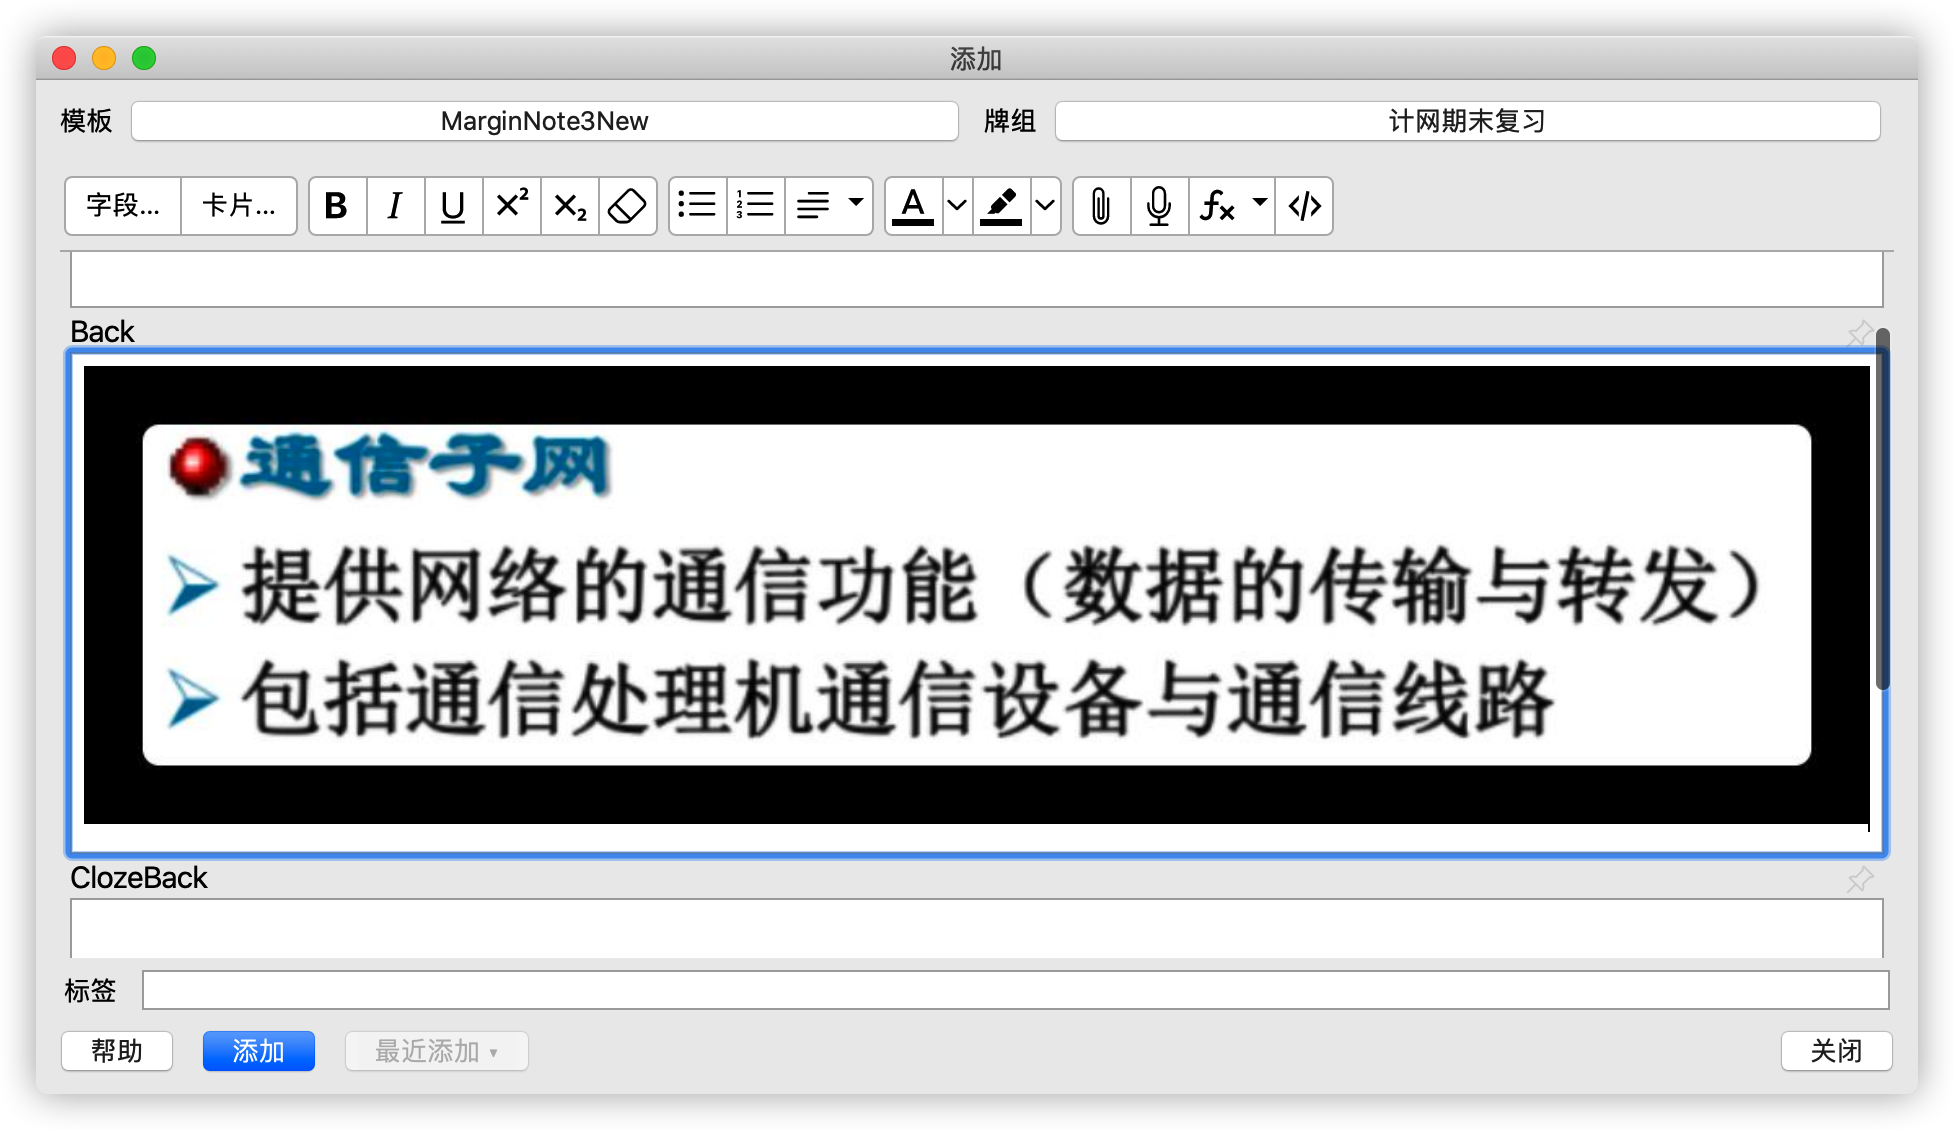 添加
模板 MarginNote3New 牌组 计网期末复习
字段... 卡片...
Back
通信子网
提供网络的通信功能（数据的传输与转发）
包括通信处理机通信设备与通信线路
ClozeBack
标签
帮助 添加 最近添加 关闭